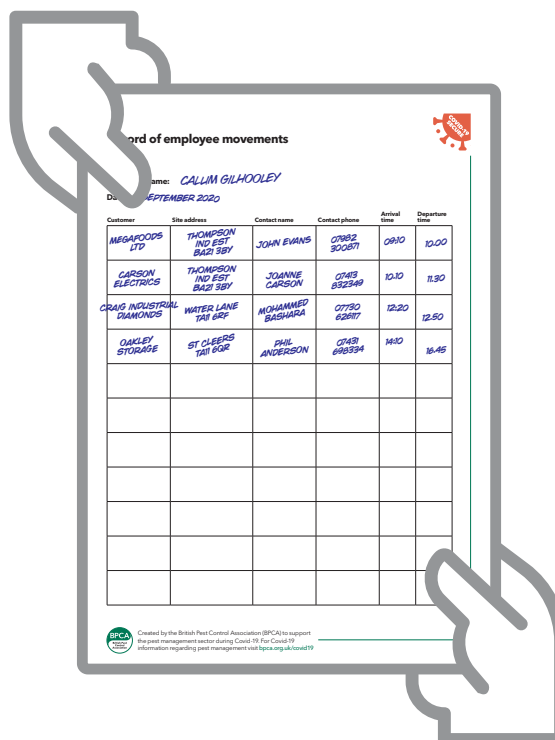 COVID-19
SECURE
ord of employee movements
ame: CALLUM GILHOOLEY
Da SEPTEMBER 2020
Customer Site address Contact name Contact phone Arrival time Departure time
MEGAFOODS LTD THOMPSON IND EST BA21 3BY JOHN EVANS 07982 300871 09:10 10.00
CARSON ELECTRICS THOMPSON IND EST BA21 3BY JOANNE CARSON 07413 832349 10:10 11.30
CRAIG INDUSTRIAL DIAMONDS WATER LANE TA11 6RF MOHAMMED BASHARA 07730 626117 12:20 12.50
OAKLEY STORAGE ST CLEERS TA11 6QR PHIL ANDERSON 07431 698334 14:10 16.45
BPCA
British Pest
Control
Association
Created by the British Pest Control Association (BPCA) to support
the pest management sector during Covid-19. For Covid-19
information regarding pest management visit bpca.org.uk/covid19